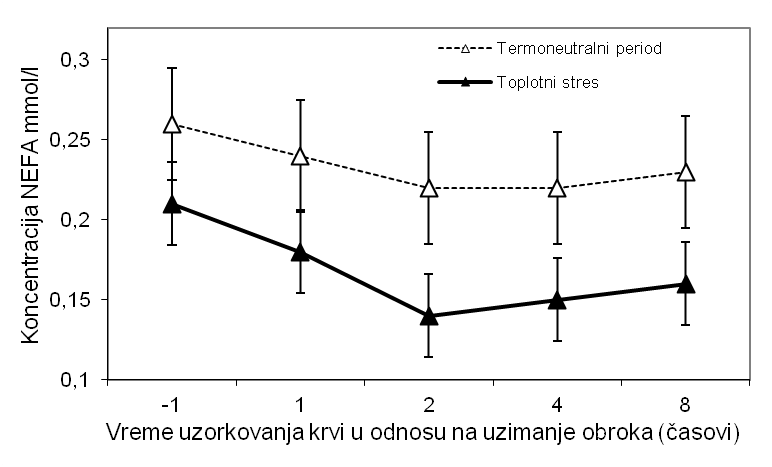 Termoneutralni period
Toplotni stres
Koncentracija NEFA mmol/l
0,3
0,25
0,2
0,15
0,1
-1 1 2 4 8
Vreme uzorkovanja krvi u odnosu na uzimanje obroka (časovi)